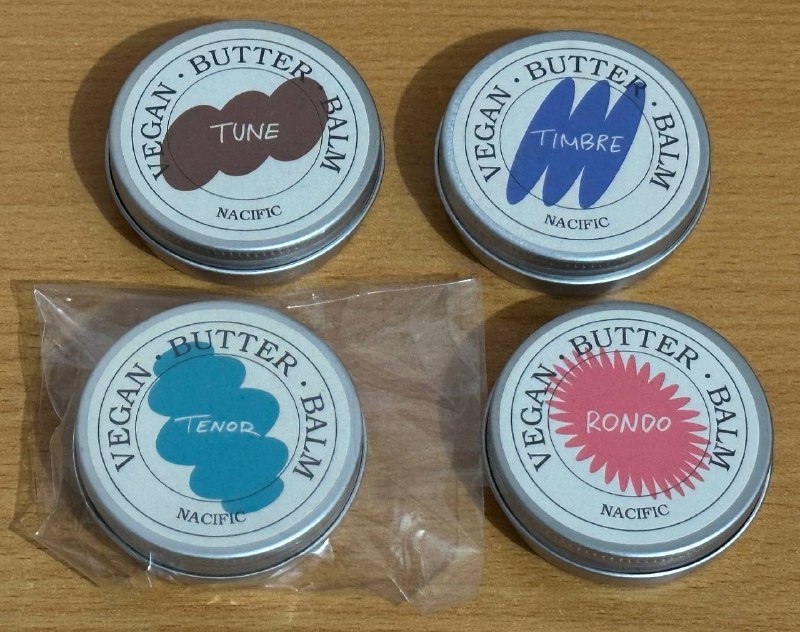 VEGAN · BUTTER · BALM
TUNE
NACIFIC
VEGAN · BUTTER · BALM
TIMBRE
NACIFIC
VEGAN · BUTTER · BALM
TENOR
NACIFIC
VEGAN · BUTTER · BALM
RONDO
NACIFIC